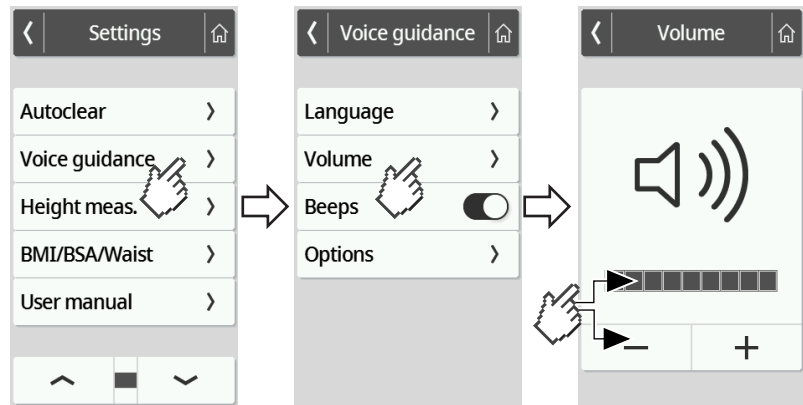 Settings
Autoclear
Voice guidance
Height meas.
BMI/BSA/Waist
User manual
Voice guidance
Language
Volume
Beeps
Options
Volume